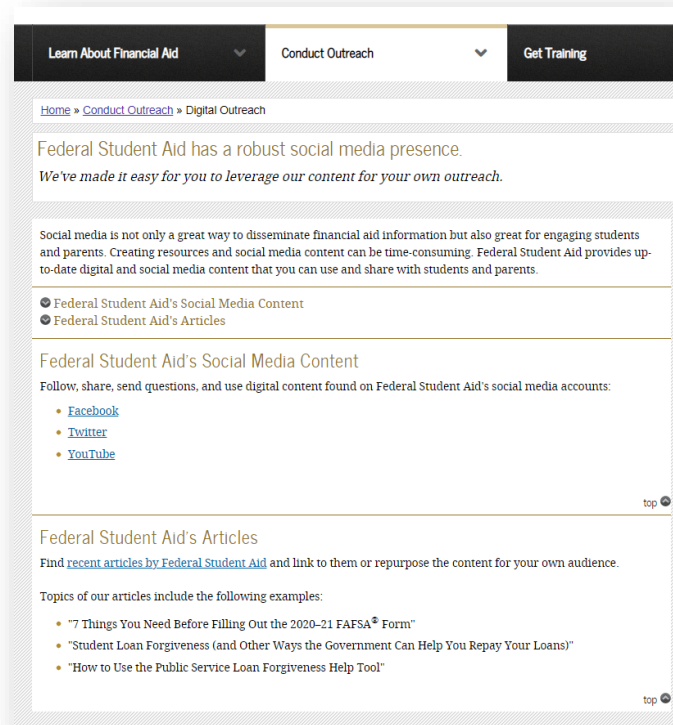 Learn About Financial Aid
Conduct Outreach
Get Training
Home » Conduct Outreach » Digital Outreach
Federal Student Aid has a robust social media presence.
We've made it easy for you to leverage our content for your own outreach.
Social media is not only a great way to disseminate financial aid information but also great for engaging students
and parents. Creating resources and social media content can be time-consuming. Federal Student Aid provides up-
to-date digital and social media content that you can use and share with students and parents.
Federal Student Aid's Social Media Content
Federal Student Aid's Articles
Federal Student Aid's Social Media Content
Follow, share, send questions, and use digital content found on Federal Student Aid's social media accounts:
• Facebook
• Twitter
• YouTube
top
Federal Student Aid's Articles
Find recent articles by Federal Student Aid and link to them or repurpose the content for your own audience.
Topics of our articles include the following examples:
• "7 Things You Need Before Filling Out the 2020–21 FAFSA® Form"
• "Student Loan Forgiveness (and Other Ways the Government Can Help You Repay Your Loans)"
• "How to Use the Public Service Loan Forgiveness Help Tool"
top